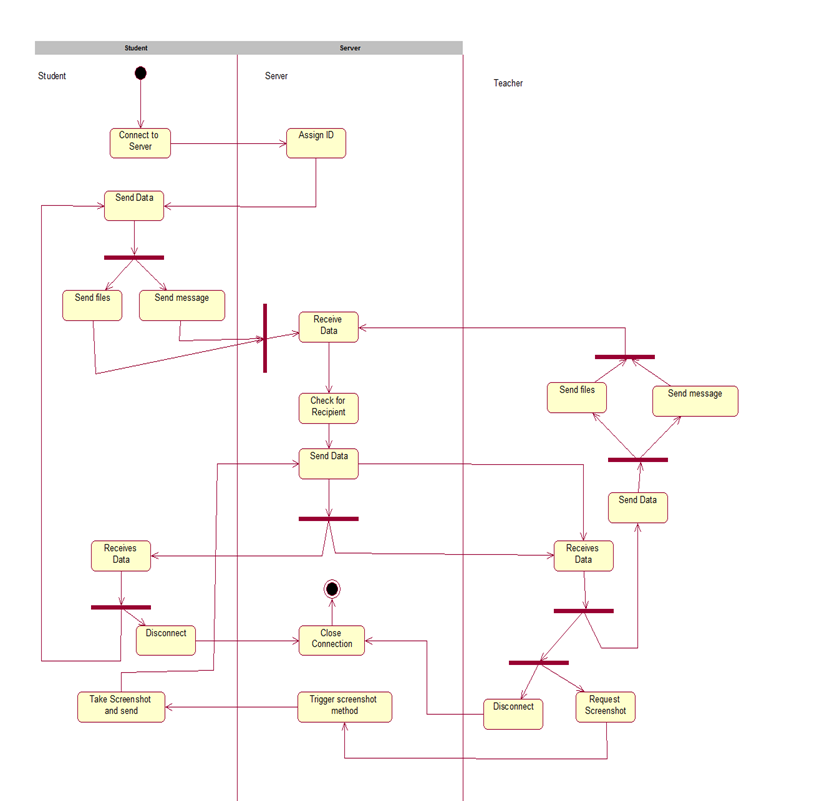 Student
Server
Student
Server
Teacher
Connect to
Server
Assign ID
Send Data
Send files
Send message
Receive
Data
Send files
Send message
Check for
Recipient
Send Data
Send Data
Receives
Data
Receives
Data
Disconnect
Close
Connection
Take Screenshot
and send
Trigger screenshot
method
Disconnect
Request
Screenshot